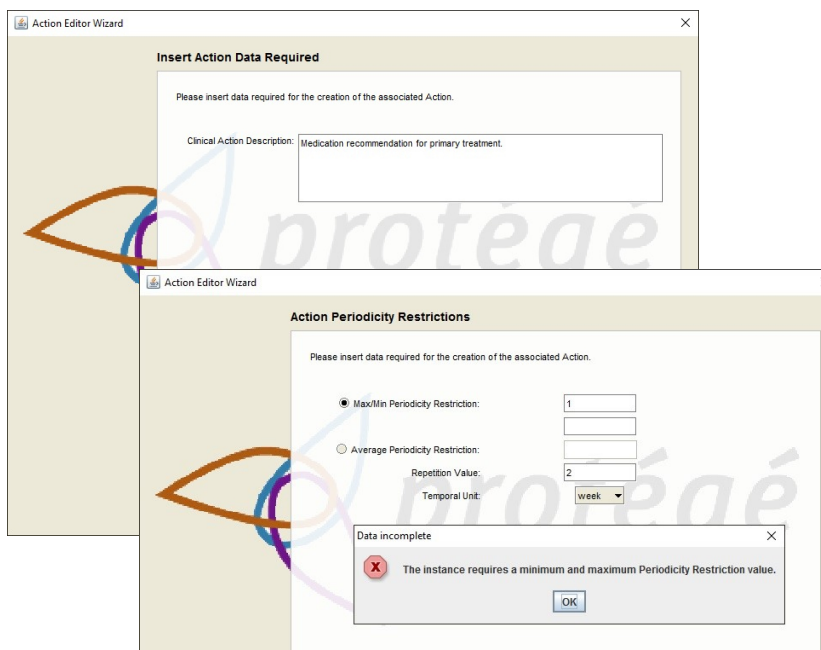 Action Editor Wizard
Insert Action Data Required
Please insert data required for the creation of the associated Action.
Clinical Action Description:
Medication recommendation for primary treatment.
protégé
Action Editor Wizard
Action Periodicity Restrictions
Please insert data required for the creation of the associated Action.
Max/Min Periodicity Restriction: 1
Average Periodicity Restriction:
Repetition Value: 2
Temporal Unit: week
protégé
Data incomplete
The instance requires a minimum and maximum Periodicity Restriction value.
OK